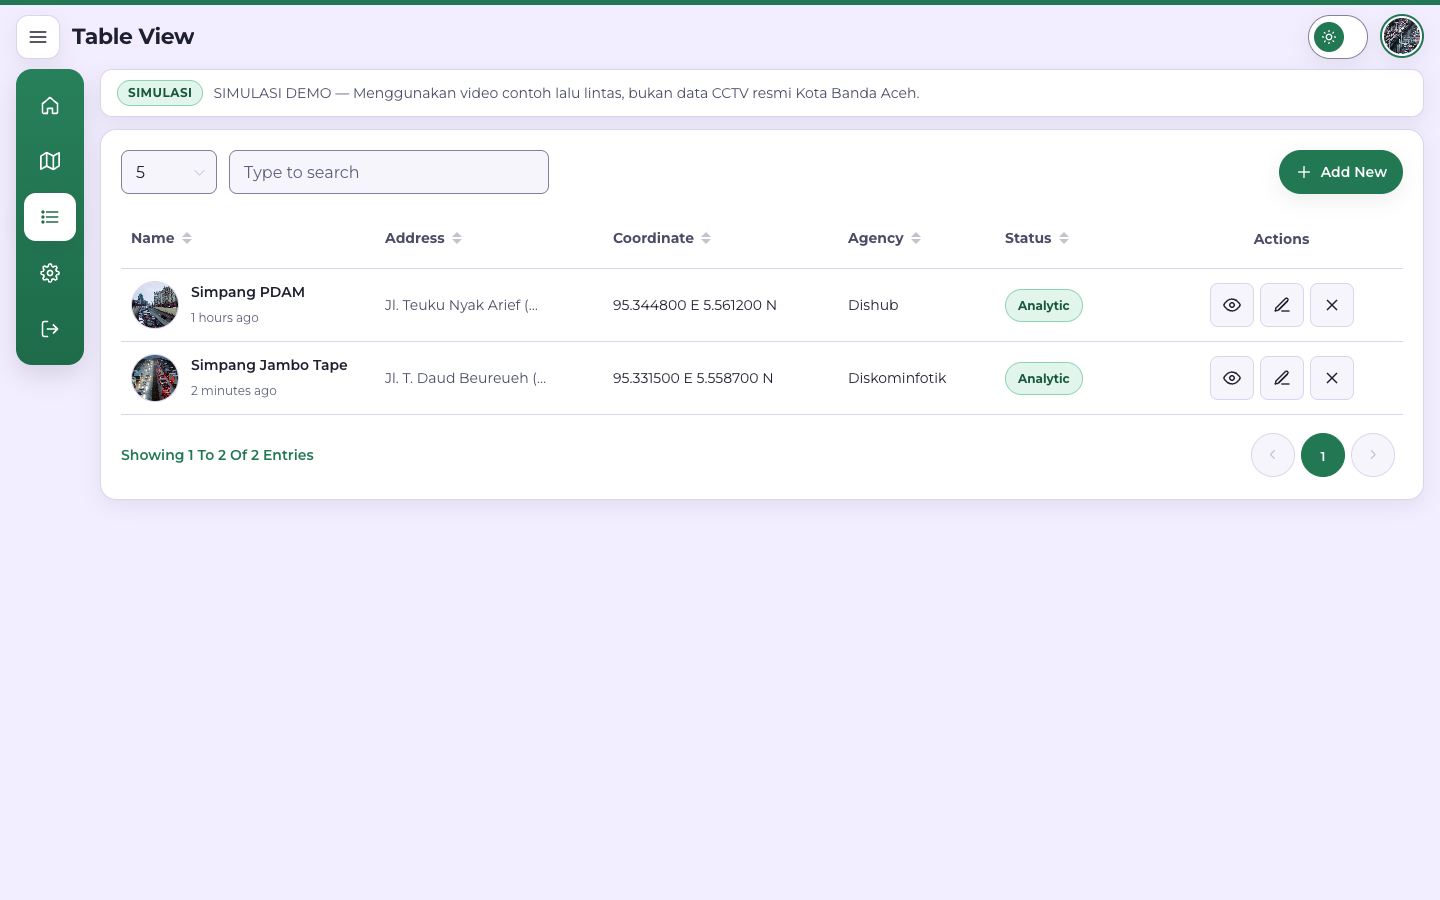 Table View
SIMULASI SIMULASI DEMO — Menggunakan video contoh lalu lintas, bukan data CCTV resmi Kota Banda Aceh.
5 Type to search Add New
Name Address Coordinate Agency Status Actions
Simpang PDAM Jl. Teuku Nyak Arief (... 95.344800 E 5.561200 N Dishub Analytic
1 hours ago
Simpang Jambo Tape Jl. T. Daud Beureueh (... 95.331500 E 5.558700 N Diskominfotik Analytic
2 minutes ago
Showing 1 To 2 Of 2 Entries 1